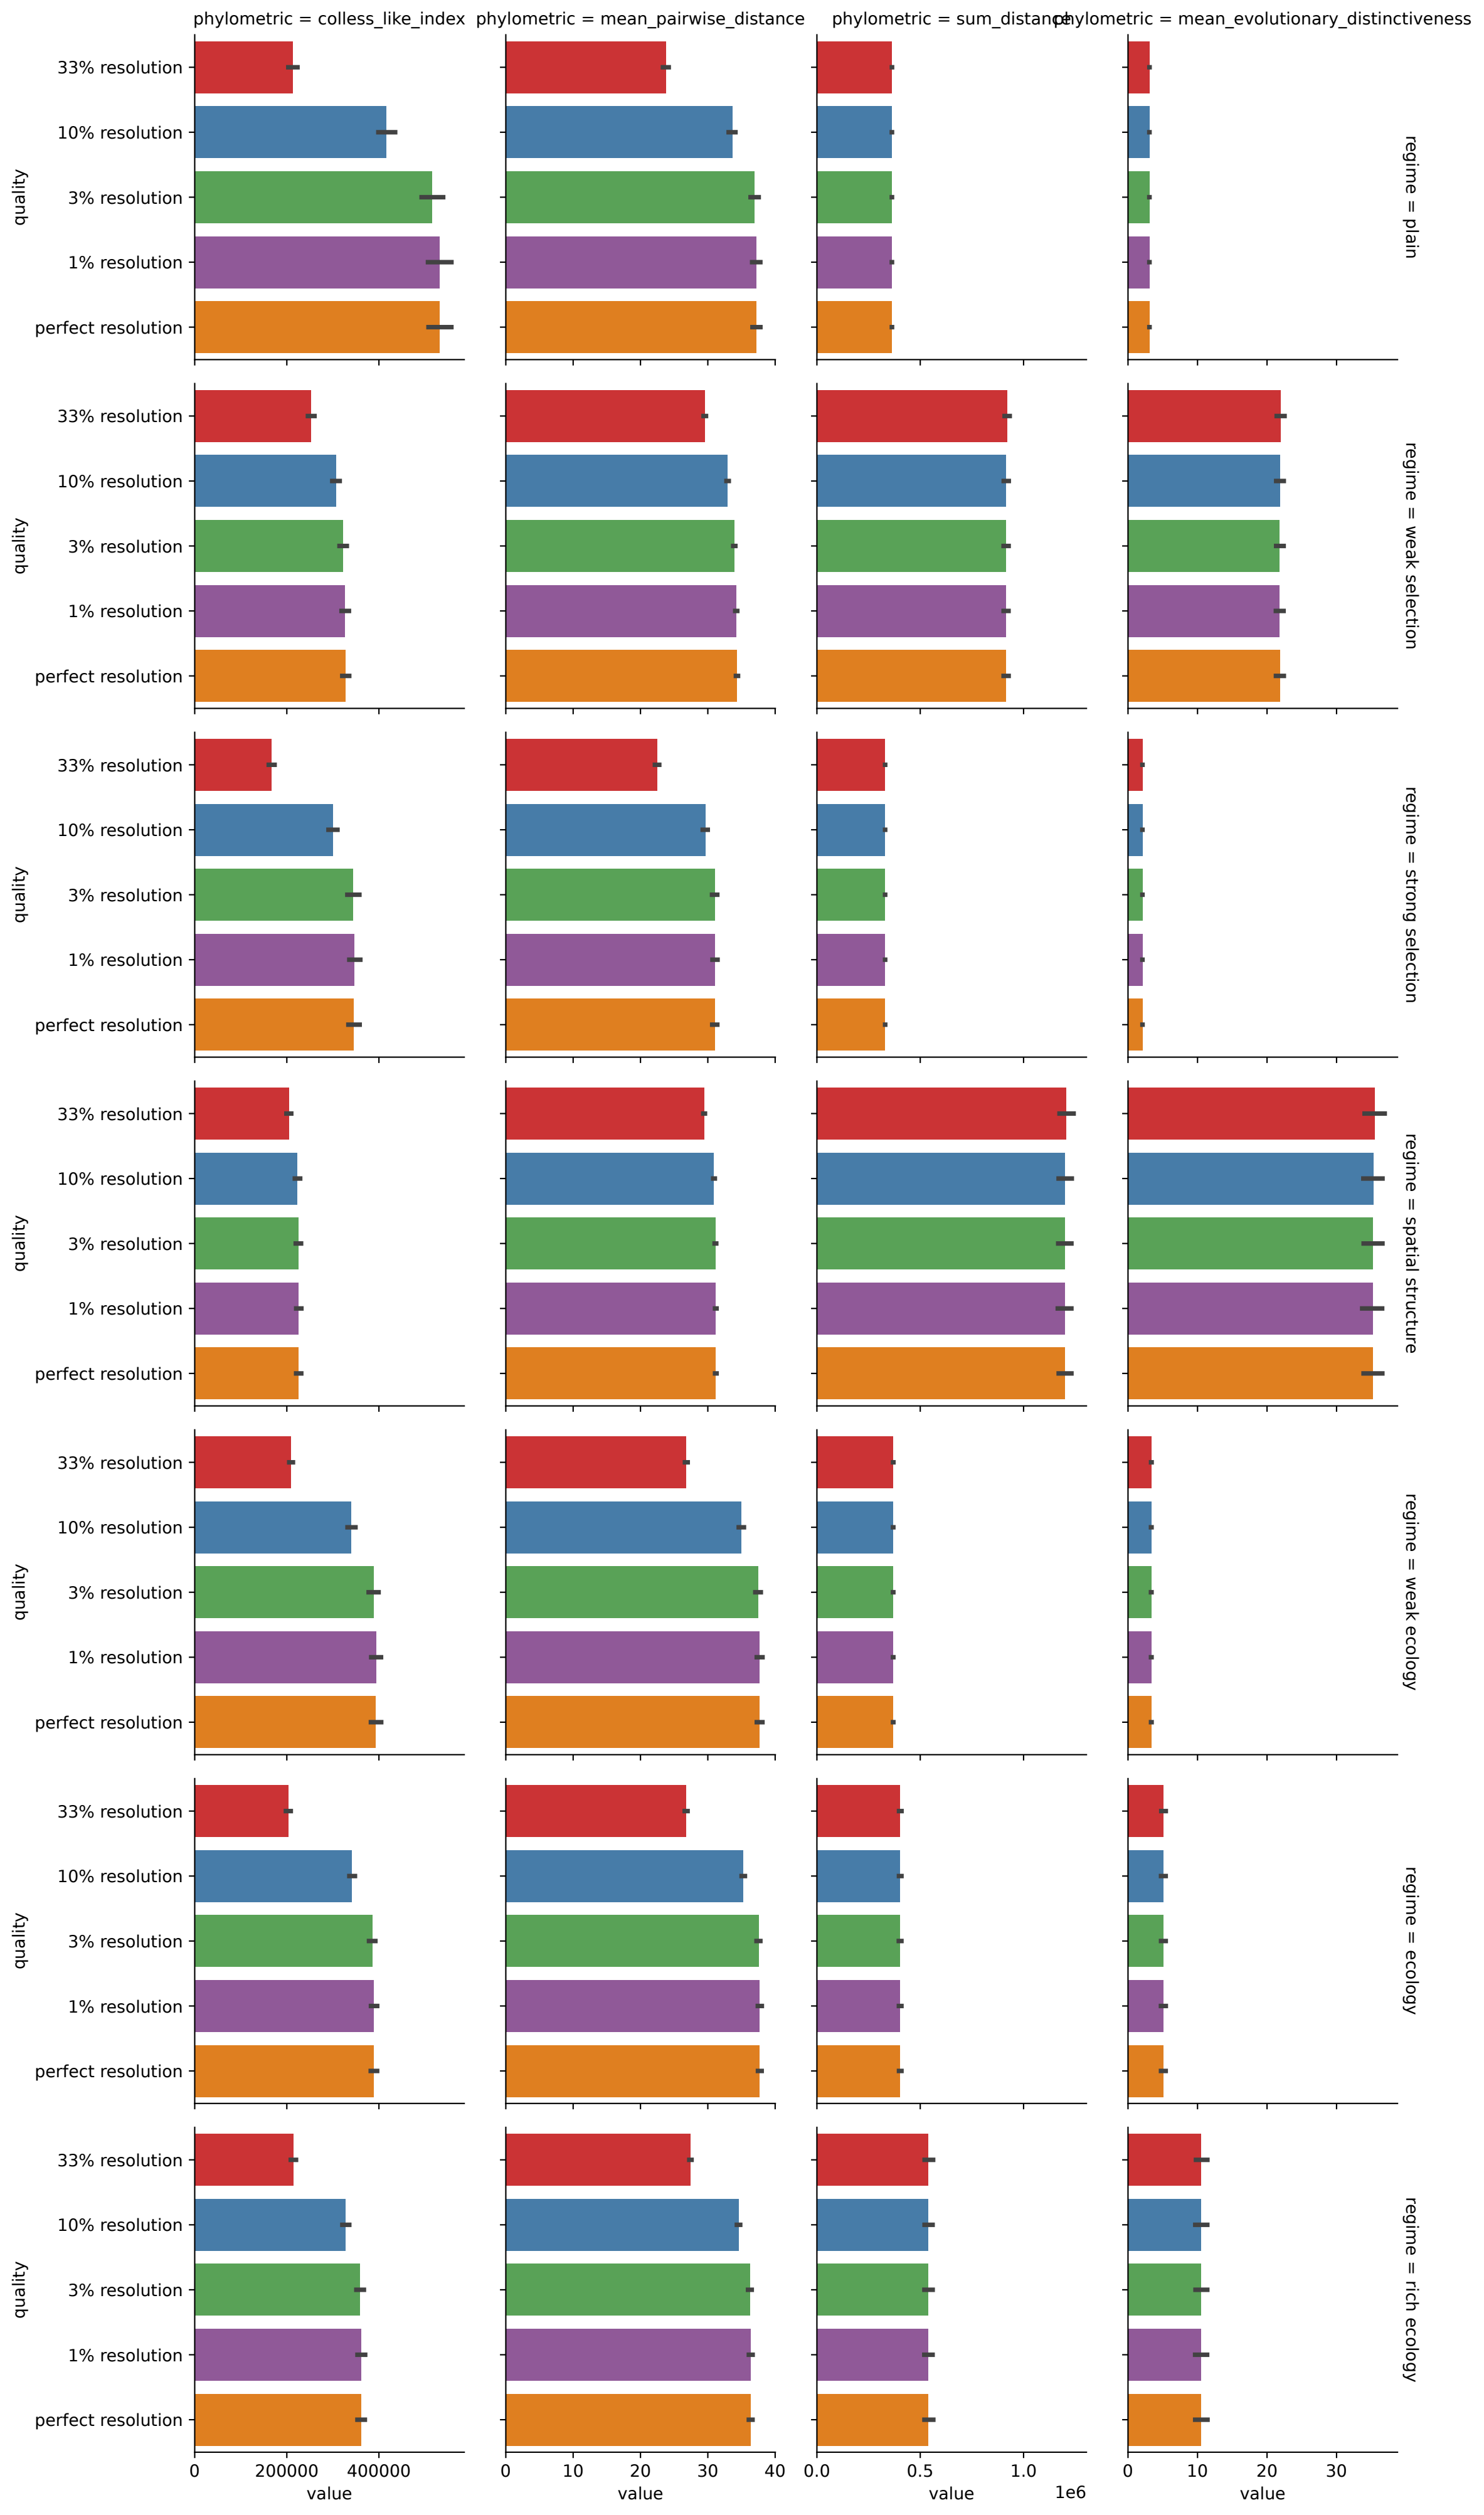 phylometric = colless_like_index
phylometric = mean_pairwise_distance
phylometric = sum_distance
phylometric = mean_evolutionary_distinctiveness
quality
33% resolution
10% resolution
3% resolution
1% resolution
perfect resolution
regime = plain
quality
33% resolution
10% resolution
3% resolution
1% resolution
perfect resolution
regime = weak selection
quality
33% resolution
10% resolution
3% resolution
1% resolution
perfect resolution
regime = strong selection
quality
33% resolution
10% resolution
3% resolution
1% resolution
perfect resolution
regime = spatial structure
quality
33% resolution
10% resolution
3% resolution
1% resolution
perfect resolution
regime = weak ecology
quality
33% resolution
10% resolution
3% resolution
1% resolution
perfect resolution
regime = ecology
quality
33% resolution
10% resolution
3% resolution
1% resolution
perfect resolution
regime = rich ecology
0 200000 400000
value
0 10 20 30 40
value
0.0 0.5 1.0
1e6
value
0 10 20 30
value